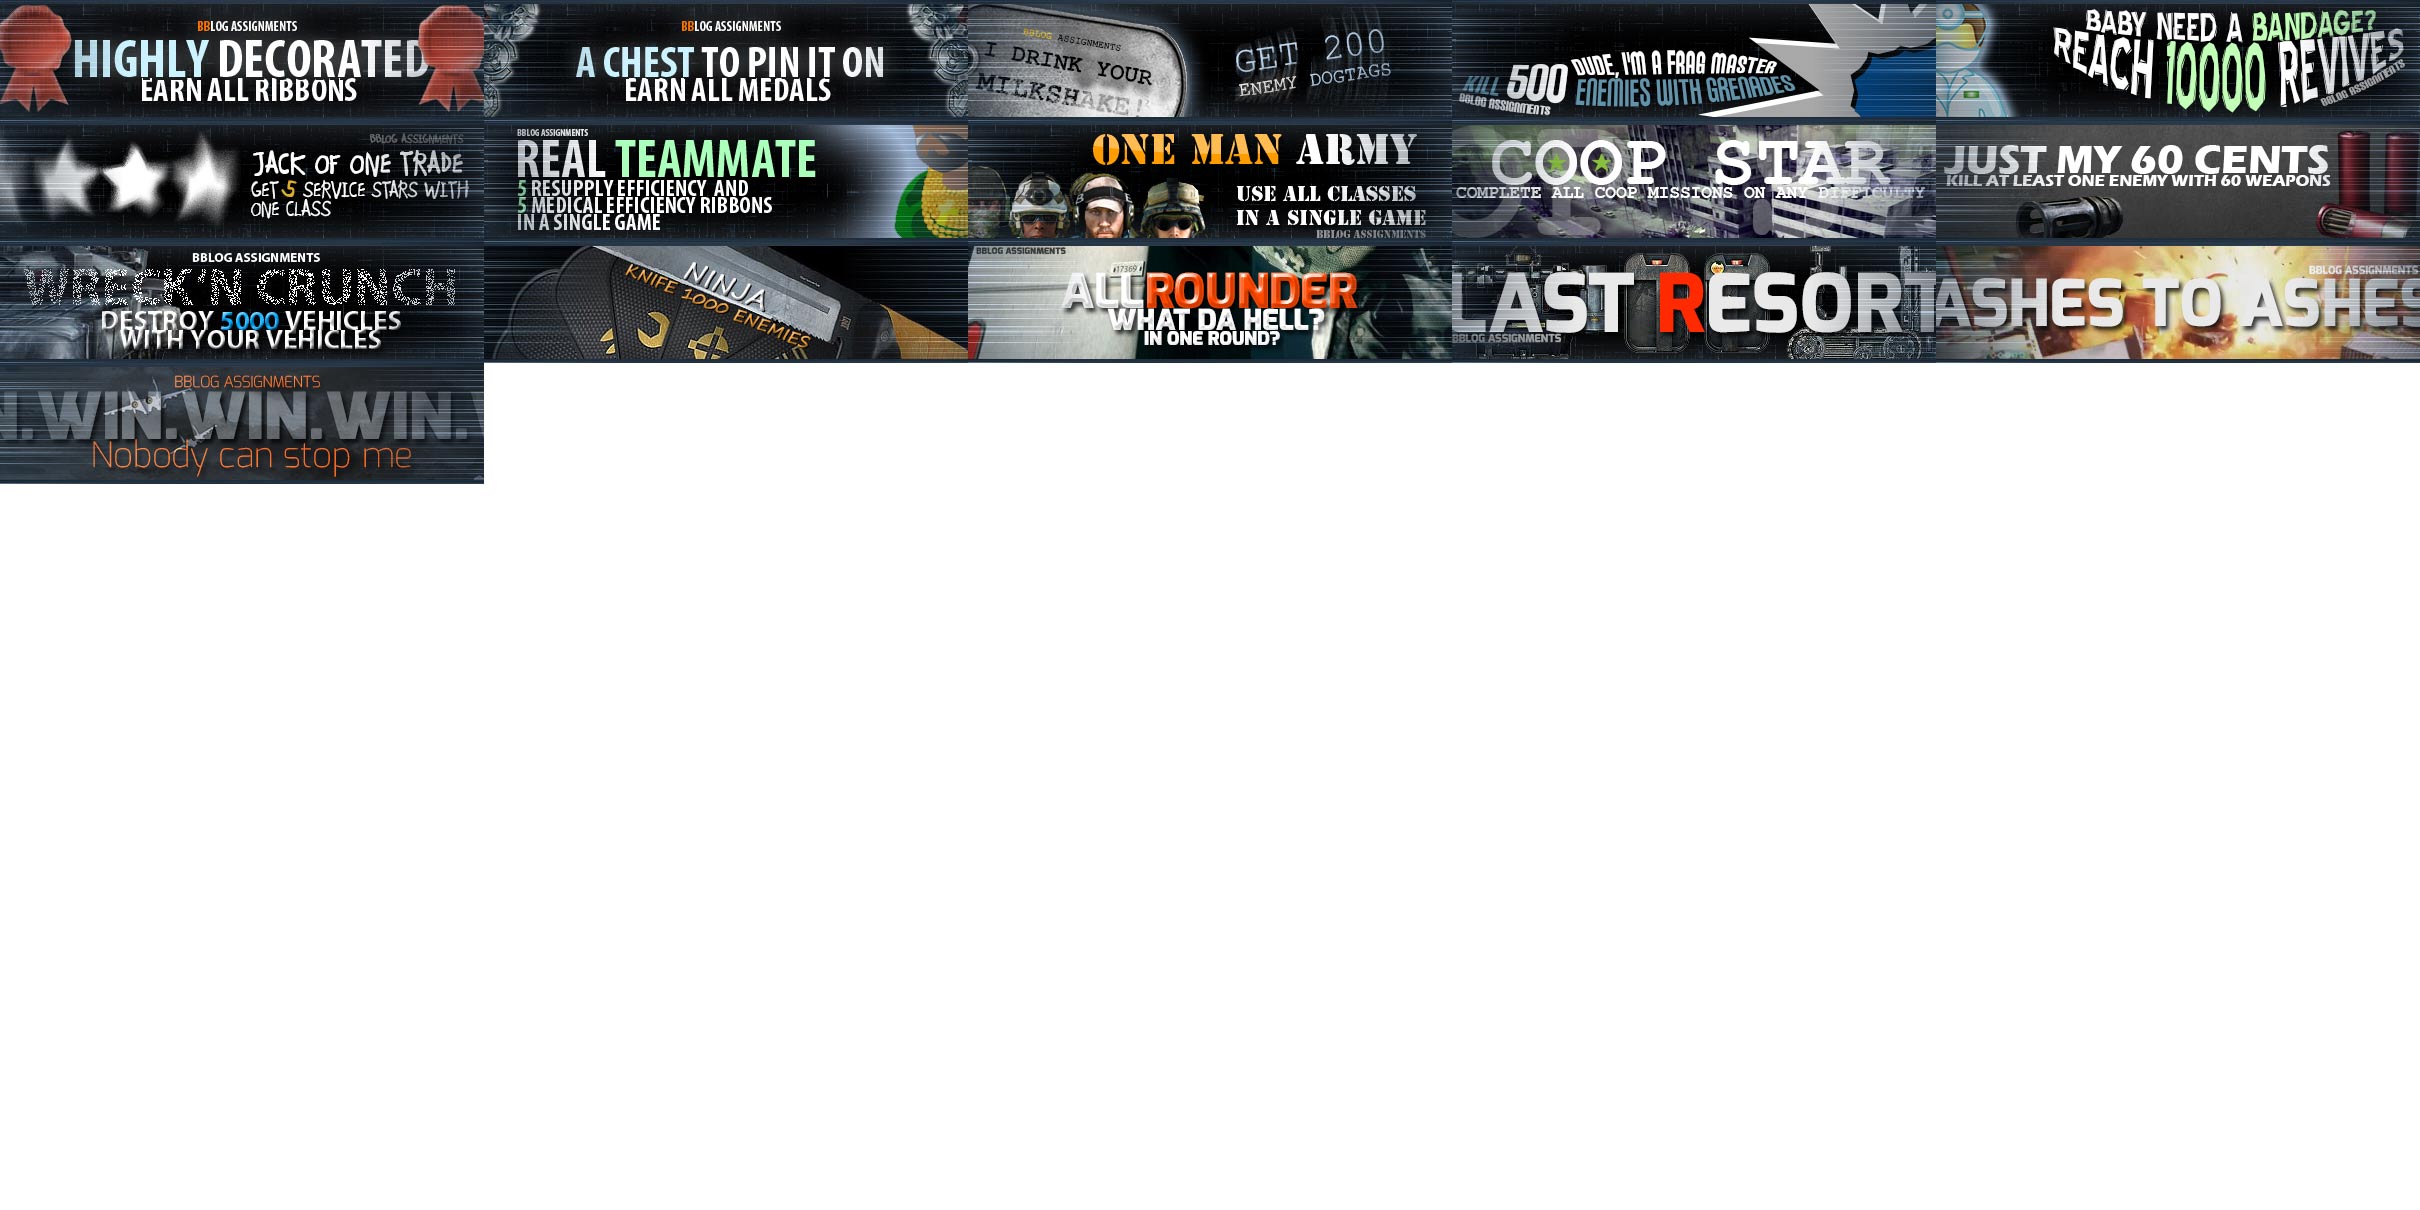 BBLOG ASSIGNMENTS
HIGHLY DECORATED
EARN ALL RIBBONS
BBLOG ASSIGNMENTS
A CHEST TO PIN IT ON
EARN ALL MEDALS
BBLOG ASSIGNMENTS
I DRINK YOUR
MILKSHAKE!
GET 200
ENEMY DOGTAGS
DUDE, I'M A FRAG MASTER
KILL 500 ENEMIES WITH GRENADES
BBLOG ASSIGNMENTS
BABY NEED A BANDAGE?
REACH 10000 REVIVES
BBLOG ASSIGNMENTS
BBLOG ASSIGNMENTS
JACK OF ONE TRADE
GET 5 SERVICE STARS WITH
ONE CLASS
BBLOG ASSIGNMENTS
REAL TEAMMATE
5 RESUPPLY EFFICIENCY AND
5 MEDICAL EFFICIENCY RIBBONS
IN A SINGLE GAME
ONE MAN ARMY
USE ALL CLASSES
IN A SINGLE GAME
BBLOG ASSIGNMENTS
COOP STAR
COMPLETE ALL COOP MISSIONS ON ANY DIFFICULTY
JUST MY 60 CENTS
KILL AT LEAST ONE ENEMY WITH 60 WEAPONS
BBLOG ASSIGNMENTS
WRECK'N CRUNCH
DESTROY 5000 VEHICLES
WITH YOUR VEHICLES
NINJA
KNIFE 1000 ENEMIES
BBLOG ASSIGNMENTS
17369
ALLROUNDER
WHAT DA HELL?
IN ONE ROUND?
LAST RESORT
BBLOG ASSIGNMENTS
BBLOG ASSIGNMENTS
ASHES TO ASHES
BBLOG ASSIGNMENTS
N.WIN.WIN.WIN.
Nobody can stop me